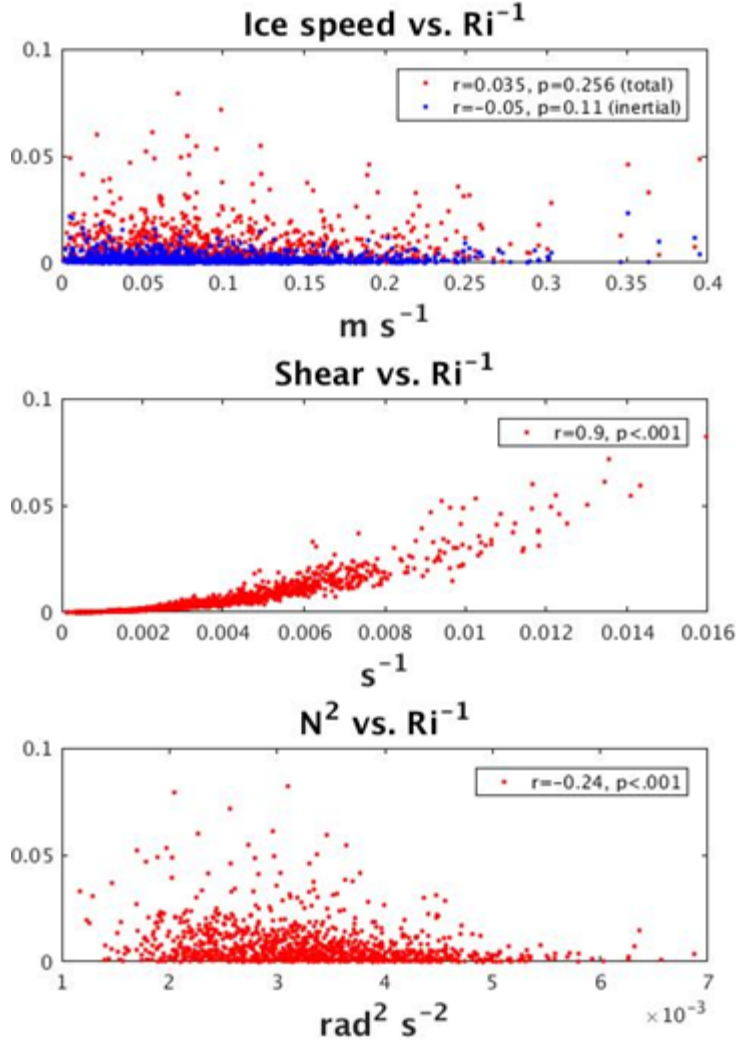 Ice speed vs. Ri⁻¹
0.1
r=0.035, p=0.256 (total)
r=-0.05, p=0.11 (inertial)
0.05
0
0 0.05 0.1 0.15 0.2 0.25 0.3 0.35 0.4
m s⁻¹
Shear vs. Ri⁻¹
0.1
r=0.9, p<.001
0.05
0
0 0.002 0.004 0.006 0.008 0.01 0.012 0.014 0.016
s⁻¹
N² vs. Ri⁻¹
0.1
r=-0.24, p<.001
0.05
0
1 2 3 4 5 6 7
×10⁻³
rad² s⁻²